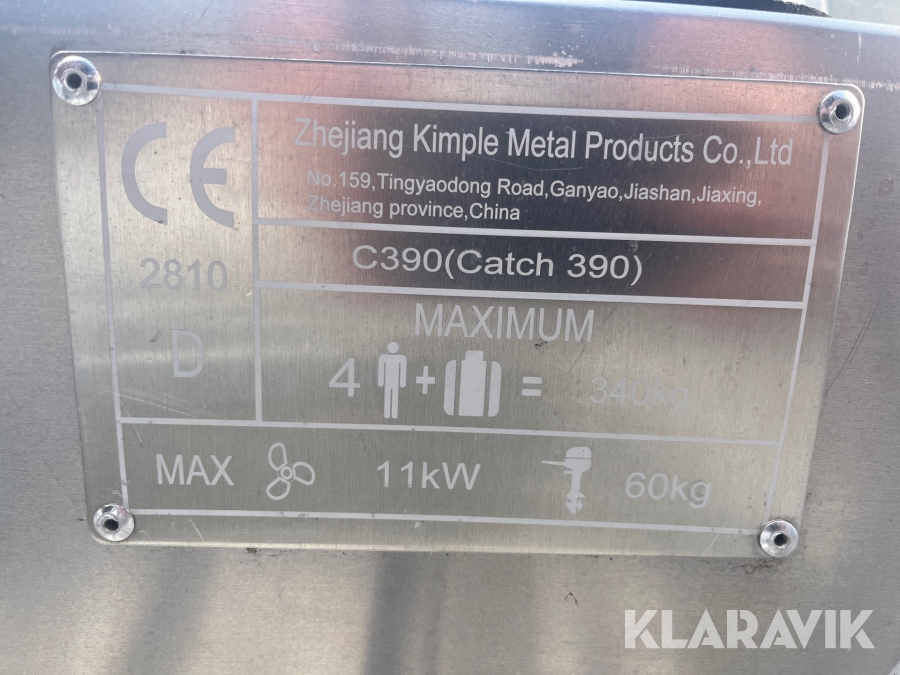 CE
2810
D
Zhejiang Kimple Metal Products Co.,Ltd
No.159,Tingyaodong Road,Ganyao,Jiashan,Jiaxing,
Zhejiang province,China
C390(Catch 390)
MAXIMUM
4 + = 340kg
MAX 11kW 60kg
KLARAVIK